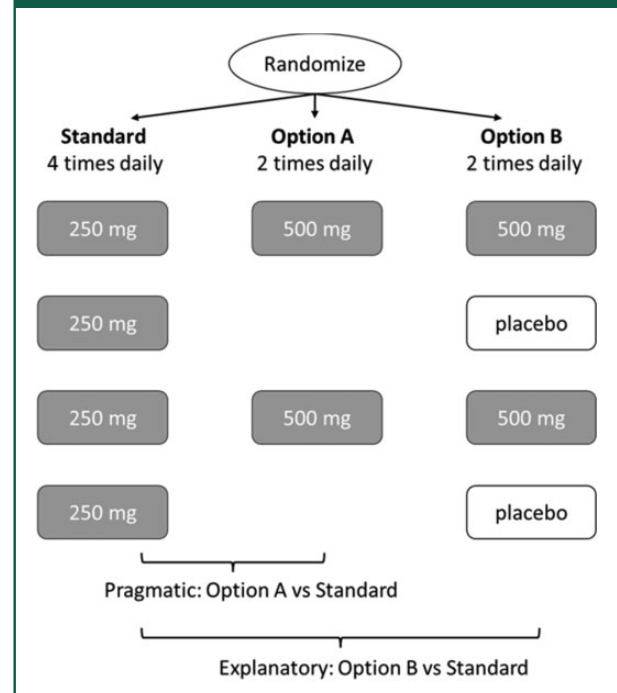 Randomize
Standard Option A Option B
4 times daily 2 times daily 2 times daily
250 mg 500 mg 500 mg
250 mg placebo
250 mg 500 mg 500 mg
250 mg placebo
Pragmatic: Option A vs Standard
Explanatory: Option B vs Standard